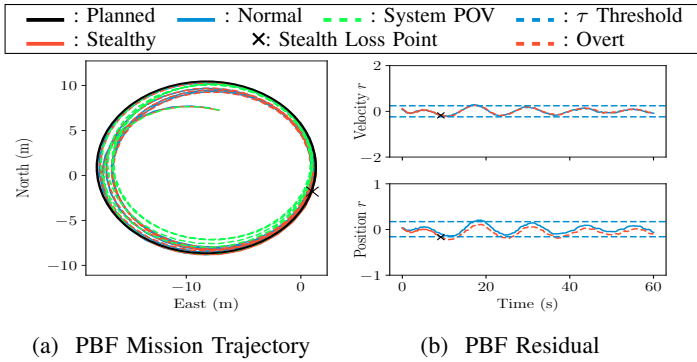 : Planned : Normal : System POV : τ Threshold
: Stealthy : Stealth Loss Point : Overt
10
5
0
−5
−10
North (m)
−10 0
East (m)
2
0
−2
Velocity r
1
0
−1
Position r
0 20 40 60
Time (s)
(a) PBF Mission Trajectory (b) PBF Residual